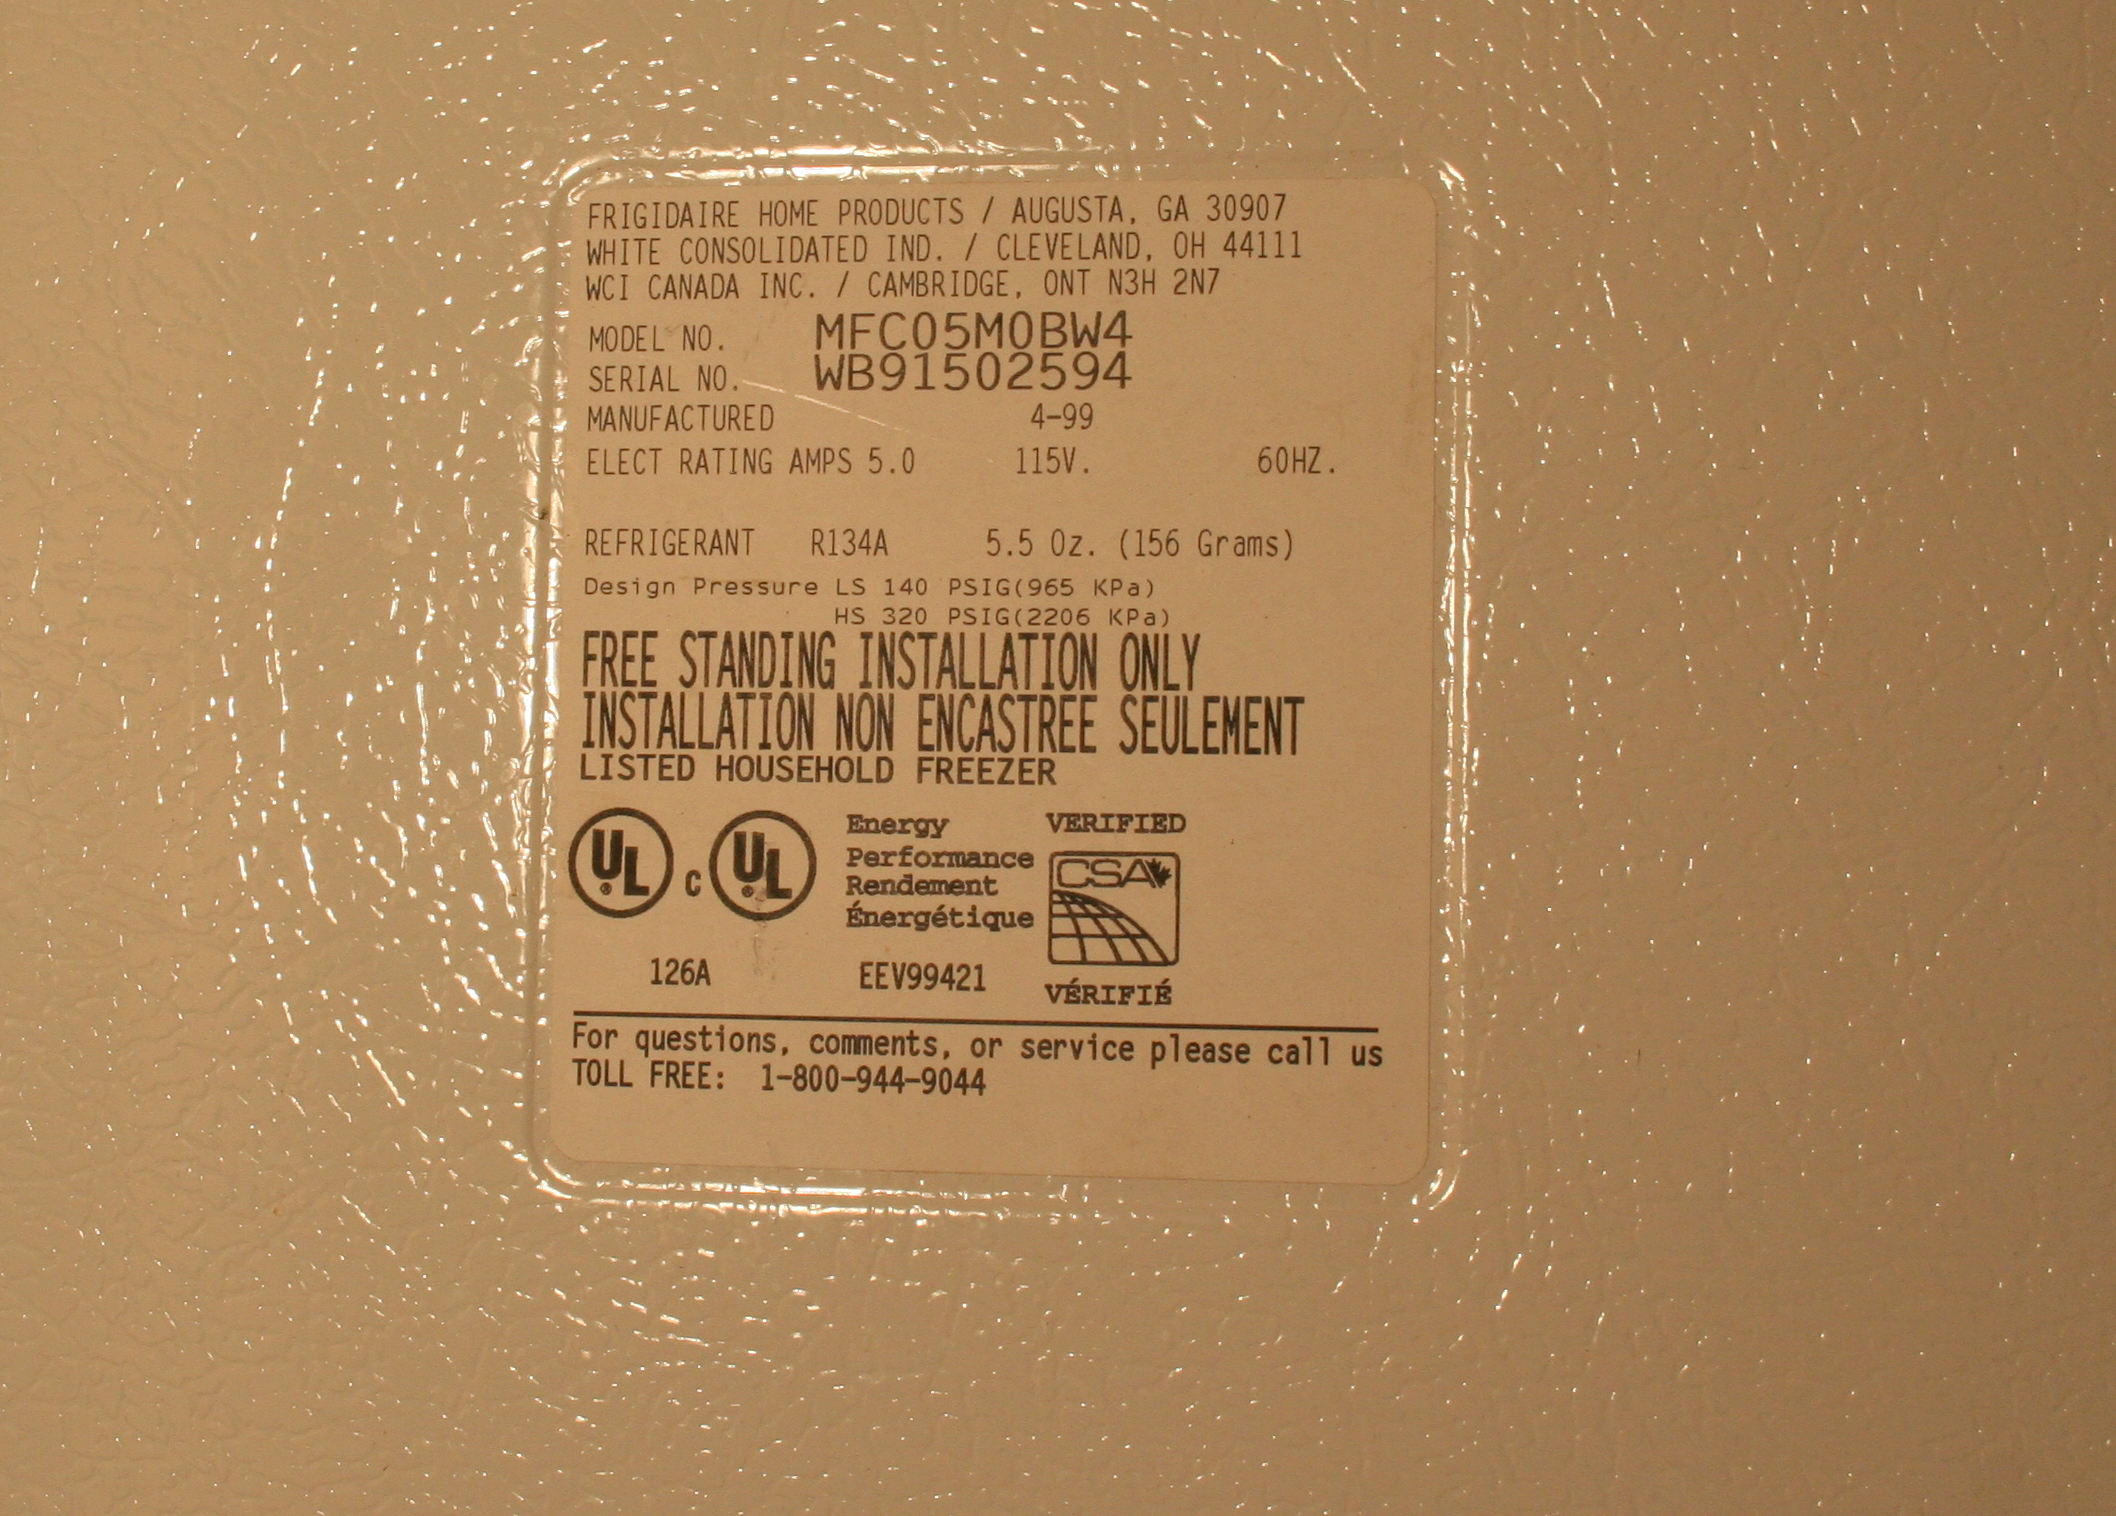 FRIGIDAIRE HOME PRODUCTS / AUGUSTA, GA 30907
WHITE CONSOLIDATED IND. / CLEVELAND, OH 44111
WCI CANADA INC. / CAMBRIDGE, ONT N3H 2N7
MODEL NO. MFC05M0BW4
SERIAL NO. WB91502594
MANUFACTURED 4-99
ELECT RATING AMPS 5.0 115V. 60HZ.
REFRIGERANT R134A 5.5 Oz. (156 Grams)
Design Pressure LS 140 PSIG(965 KPa)
HS 320 PSIG(2206 KPa)
FREE STANDING INSTALLATION ONLY
INSTALLATION NON ENCASTREE SEULEMENT
LISTED HOUSEHOLD FREEZER
UL c UL
126A
Energy
Performance
Rendement
Énergétique
EEV99421
VERIFIED
CSA
VÉRIFIÉ
For questions, comments, or service please call us
TOLL FREE: 1-800-944-9044